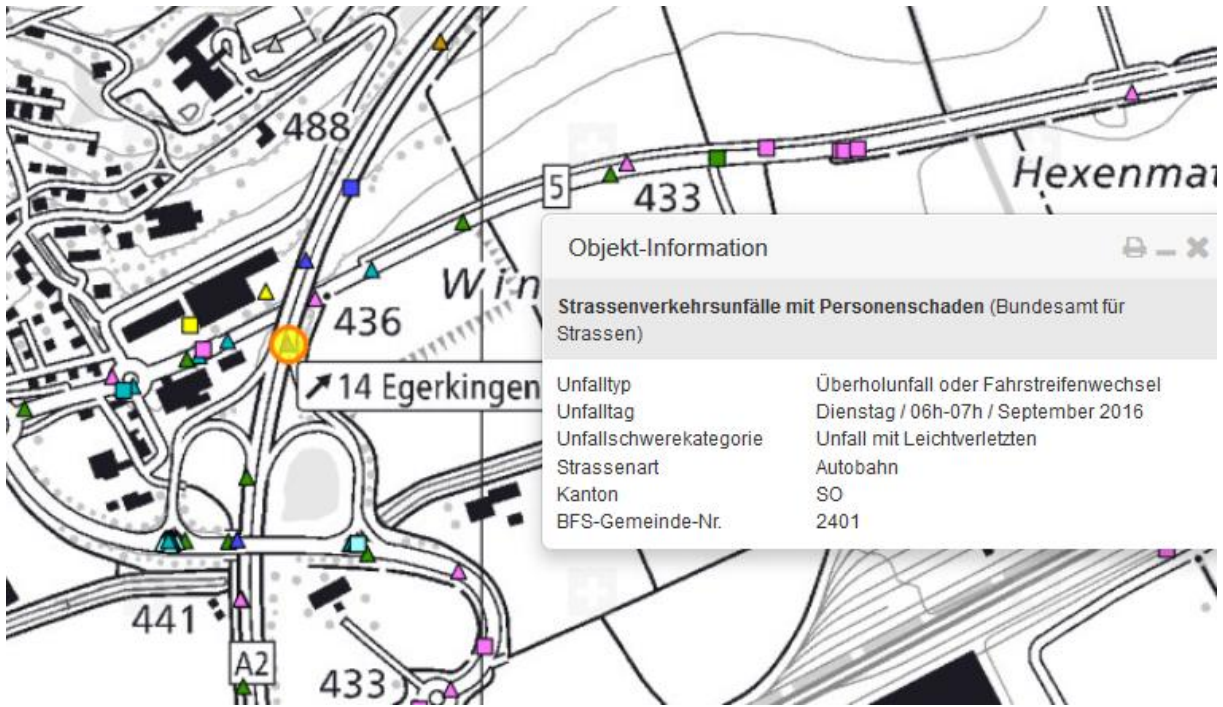 488
5
433
Hexenmat
Win
436
14 Egerkingen
441
A2
433
Objekt-Information
Strassenverkehrsunfälle mit Personenschaden (Bundesamt für
Strassen)
Unfalltyp Überholunfall oder Fahrstreifenwechsel
Unfalltag Dienstag / 06h-07h / September 2016
Unfallschwerekategorie Unfall mit Leichtverletzten
Strassenart Autobahn
Kanton SO
BFS-Gemeinde-Nr. 2401